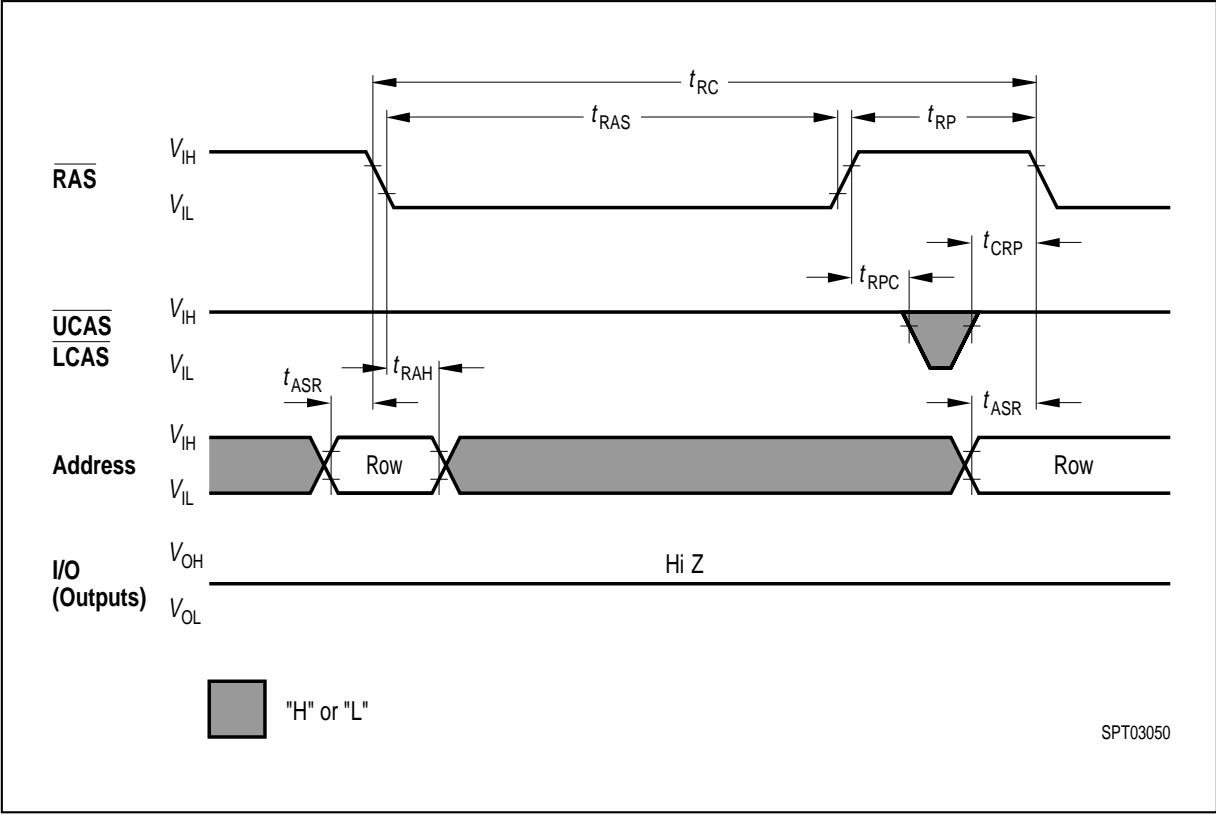 tRC
tRAS
tRP
RAS
VIH
VIL
tCRP
tRPC
UCAS
LCAS
VIH
VIL
tASR
tRAH
tASR
Address
VIH
VIL
Row
Row
I/O
(Outputs)
VOH
VOL
Hi Z
"H" or "L"
SPT03050